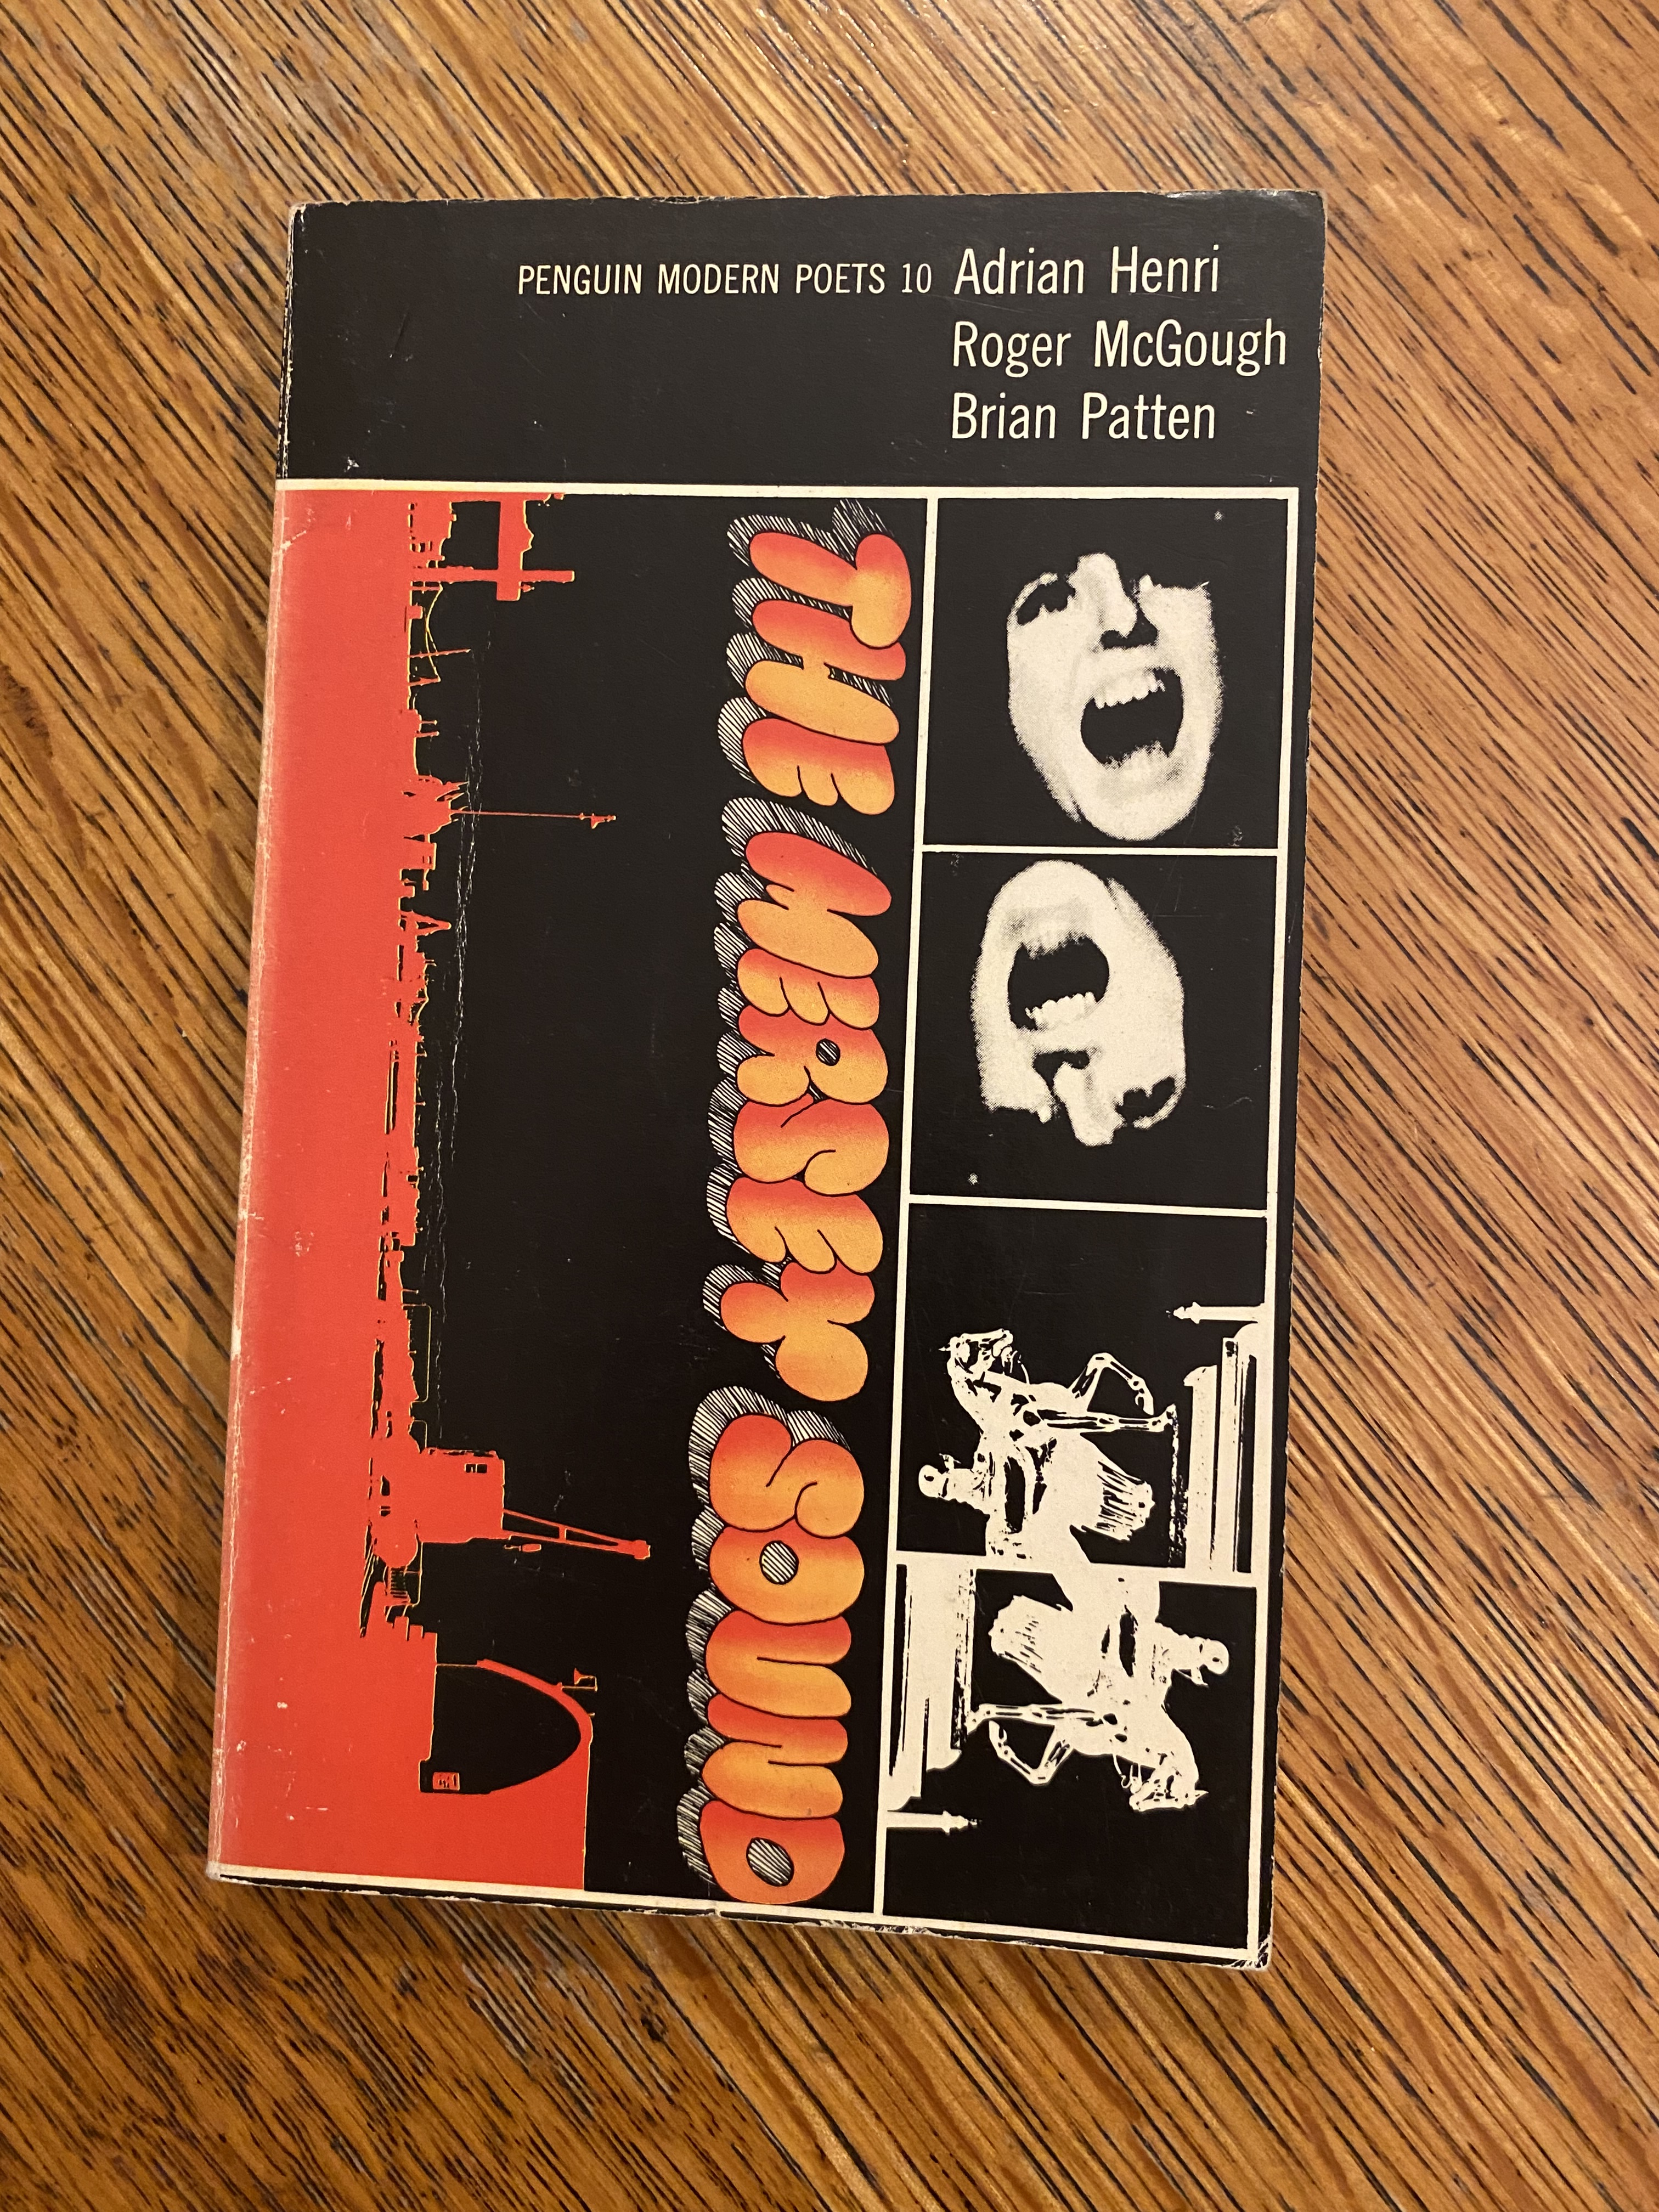 PENGUIN MODERN POETS 10 Adrian Henri
Roger McGough
Brian Patten
THE MERSEY SOUND